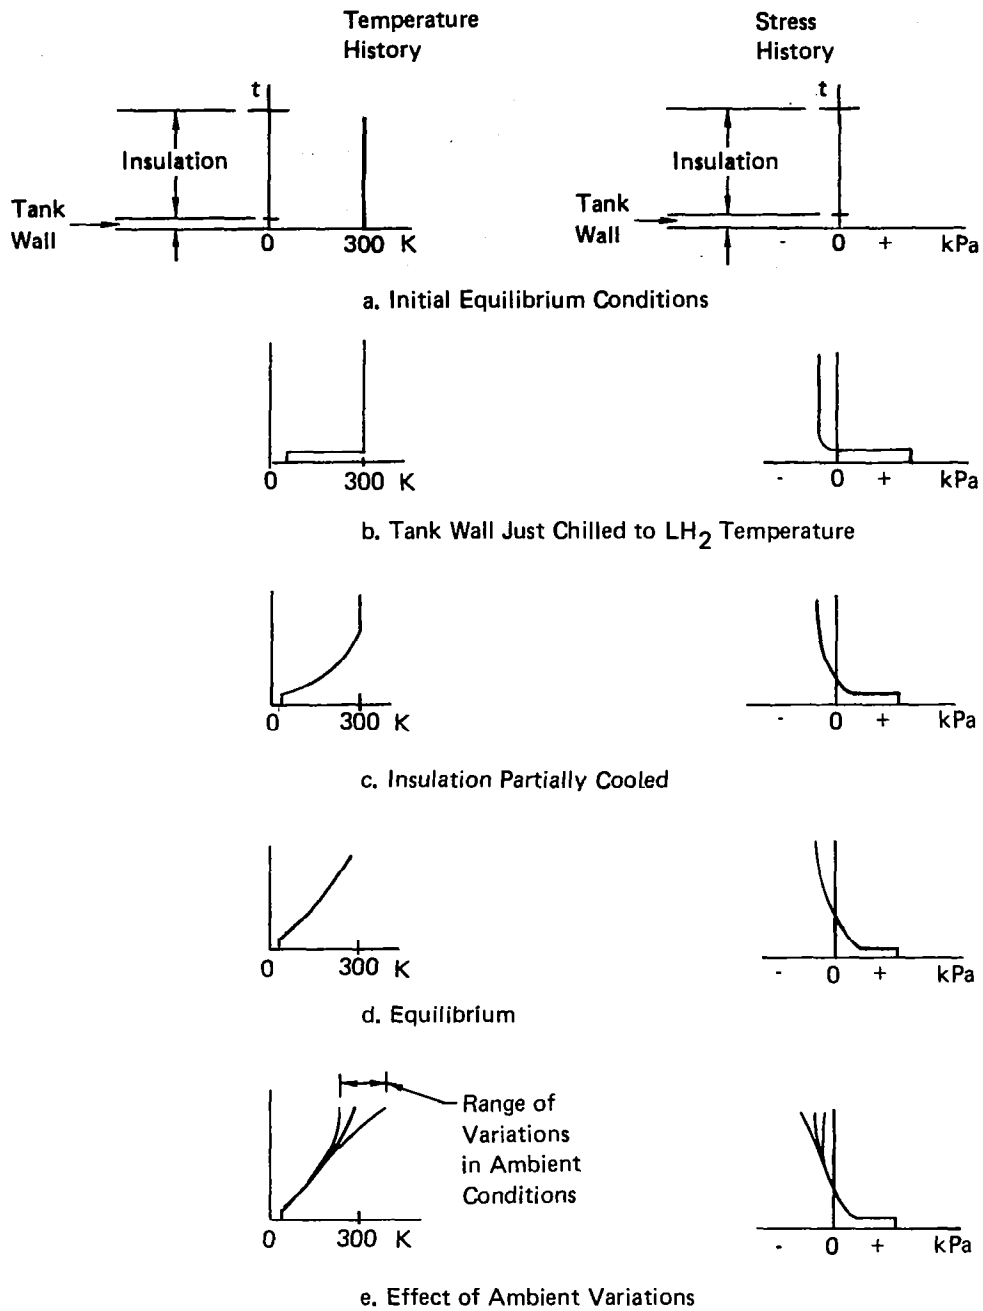 Temperature
History
Stress
History
t
Insulation
Tank
Wall
0 300 K
t
Insulation
Tank
Wall
- 0 + kPa
a. Initial Equilibrium Conditions
0 300 K
- 0 + kPa
b. Tank Wall Just Chilled to LH2 Temperature
0 300 K
- 0 + kPa
c. Insulation Partially Cooled
0 300 K
- 0 + kPa
d. Equilibrium
Range of
Variations
in Ambient
Conditions
0 300 K
- 0 + kPa
e. Effect of Ambient Variations